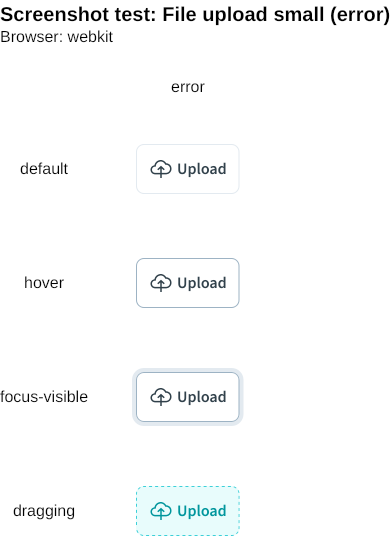 Screenshot test: File upload small (error)
Browser: webkit
error
default Upload
hover Upload
focus-visible Upload
dragging Upload